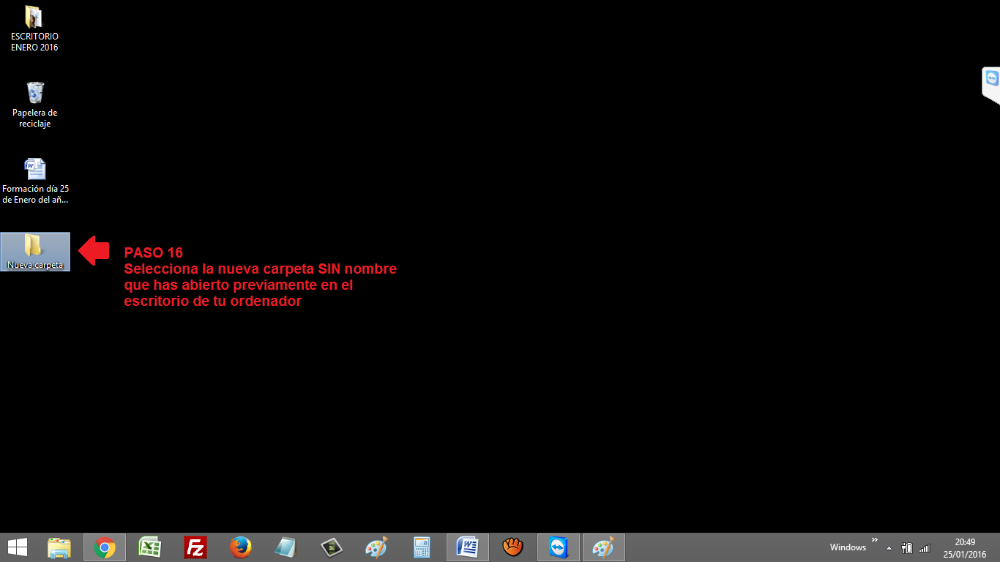 ESCRITORIO
ENERO 2016
Papelera de
reciclaje
Formación día 25
de Enero del añ...
Nueva carpeta
PASO 16
Selecciona la nueva carpeta SIN nombre
que has abierto previamente en el
escritorio de tu ordenador
Windows
20:49
25/01/2016